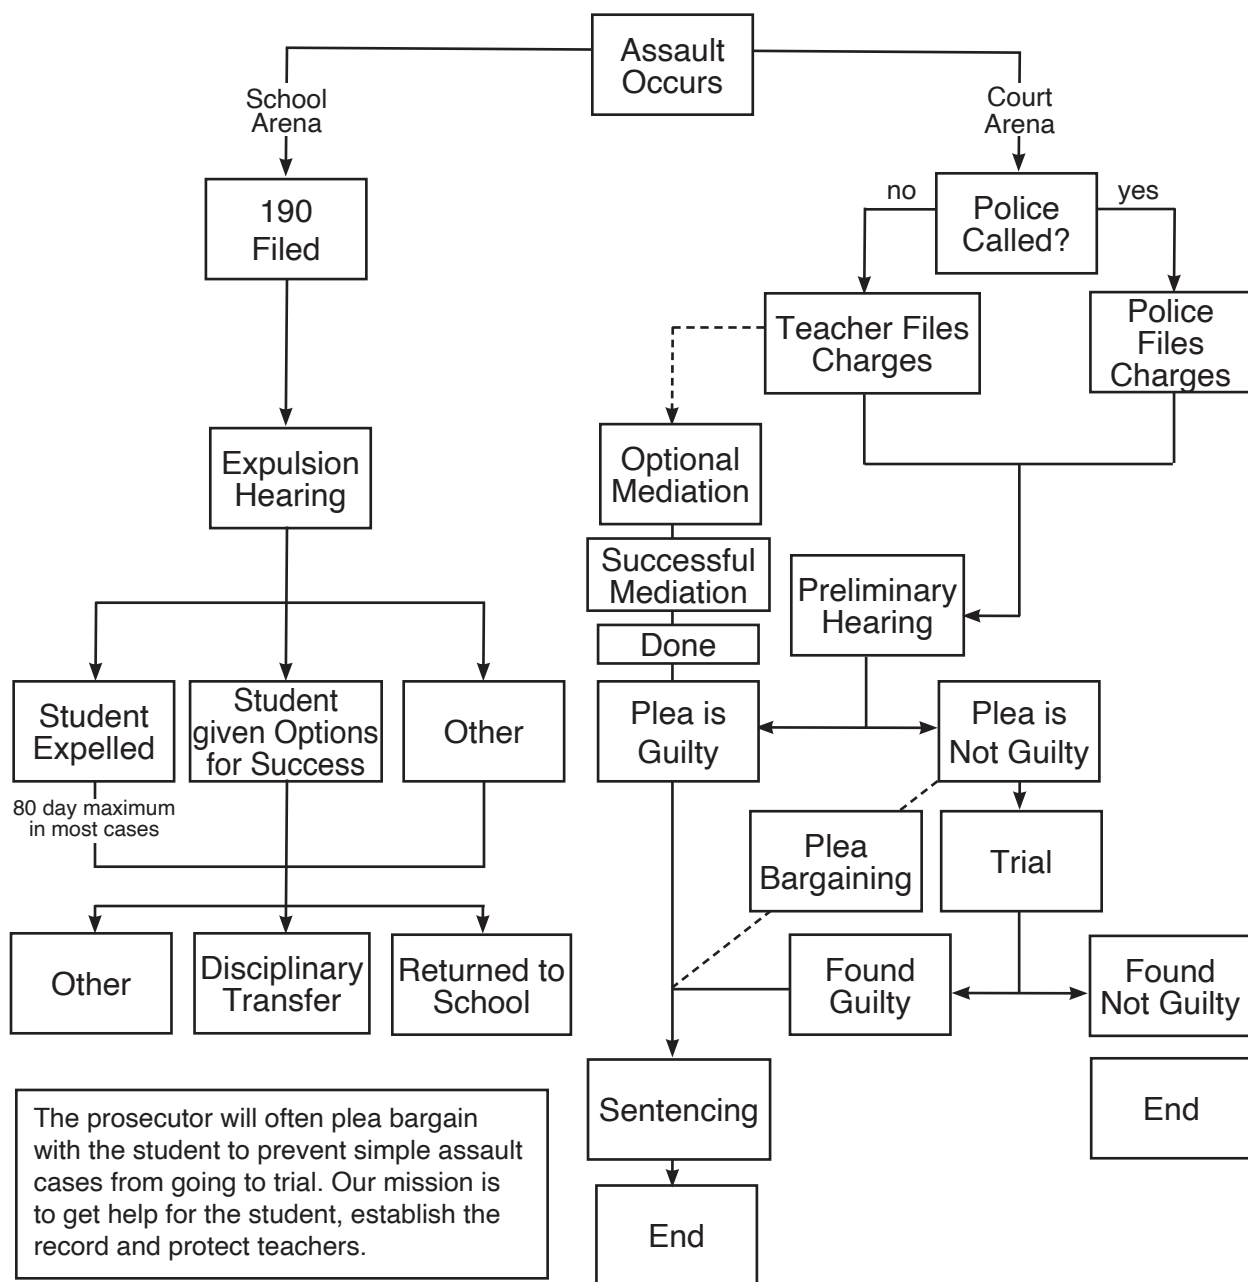 Assault
Occurs
School
Arena
Court
Arena
190
Filed
no
Police
Called?
yes
Teacher Files
Charges
Police
Files
Charges
Expulsion
Hearing
Optional
Mediation
Successful
Mediation
Done
Preliminary
Hearing
Student
Expelled
80 day maximum
in most cases
Student
given Options
for Success
Other
Plea is
Guilty
Plea is
Not Guilty
Plea
Bargaining
Trial
Other
Disciplinary
Transfer
Returned to
School
Found
Guilty
Found
Not Guilty
Sentencing
End
End
The prosecutor will often plea bargain
with the student to prevent simple assault
cases from going to trial. Our mission is
to get help for the student, establish the
record and protect teachers.